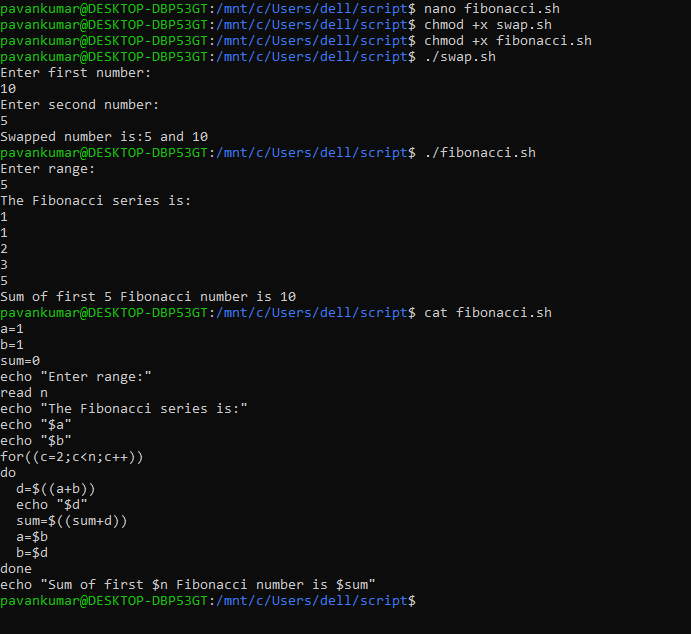 pavankumar@DESKTOP-DBP53GT:/mnt/c/Users/dell/script$ nano fibonacci.sh
pavankumar@DESKTOP-DBP53GT:/mnt/c/Users/dell/script$ chmod +x swap.sh
pavankumar@DESKTOP-DBP53GT:/mnt/c/Users/dell/script$ chmod +x fibonacci.sh
pavankumar@DESKTOP-DBP53GT:/mnt/c/Users/dell/script$ ./swap.sh
Enter first number:
10
Enter second number:
5
Swapped number is:5 and 10
pavankumar@DESKTOP-DBP53GT:/mnt/c/Users/dell/script$ ./fibonacci.sh
Enter range:
5
The Fibonacci series is:
1
1
2
3
5
Sum of first 5 Fibonacci number is 10
pavankumar@DESKTOP-DBP53GT:/mnt/c/Users/dell/script$ cat fibonacci.sh
a=1
b=1
sum=0
echo "Enter range:"
read n
echo "The Fibonacci series is:"
echo "$a"
echo "$b"
for((c=2;c<n;c++))
do
  d=$((a+b))
  echo "$d"
  sum=$((sum+d))
  a=$b
  b=$d
done
echo "Sum of first $n Fibonacci number is $sum"
pavankumar@DESKTOP-DBP53GT:/mnt/c/Users/dell/script$